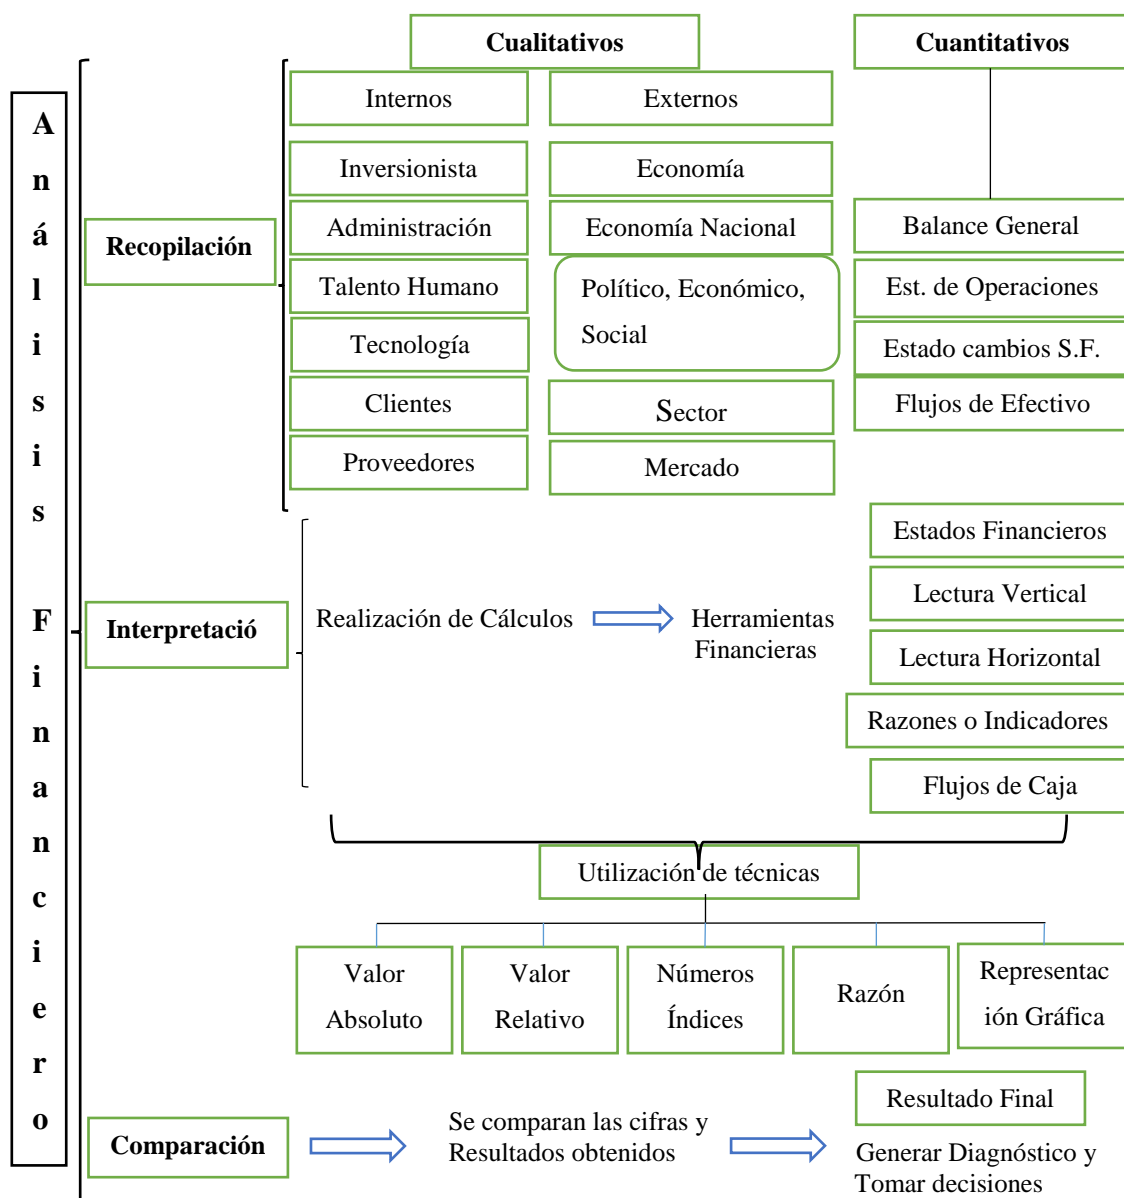 Análisis Financiero
Recopilación
Cualitativos
Internos
Inversionista
Administración
Talento Humano
Tecnología
Clientes
Proveedores
Externos
Economía
Economía Nacional
Político, Económico,
Social
Sector
Mercado
Cuantitativos
Balance General
Est. de Operaciones
Estado cambios S.F.
Flujos de Efectivo
Interpretació
Realización de Cálculos
Herramientas
Financieras
Estados Financieros
Lectura Vertical
Lectura Horizontal
Razones o Indicadores
Flujos de Caja
Utilización de técnicas
Valor
Absoluto
Valor
Relativo
Números
Índices
Razón
Representac
ión Gráfica
Comparación
Se comparan las cifras y
Resultados obtenidos
Resultado Final
Generar Diagnóstico y
Tomar decisiones